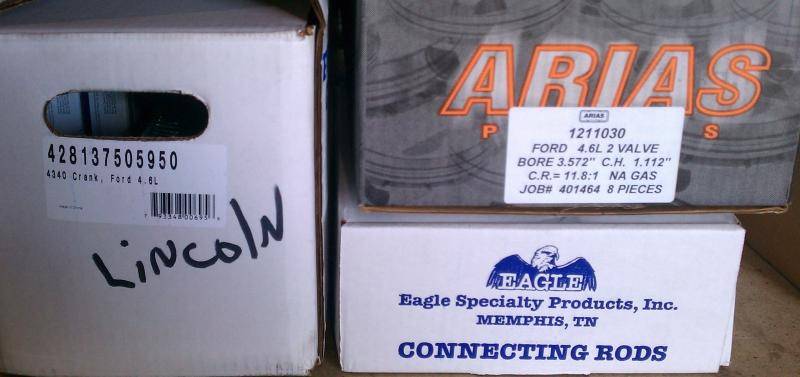 428137505950
4340 Crank, Ford 4.6L
LiNCOlN
ARIAS
P S
ARIAS
1211030
FORD 4.6L 2 VALVE
BORE 3.572" C.H. 1.112"
C.R.= 11.8:1 NA GAS
JOB# 401464 8 PIECES
EAGLE
Eagle Specialty Products, Inc.
MEMPHIS, TN
CONNECTING RODS